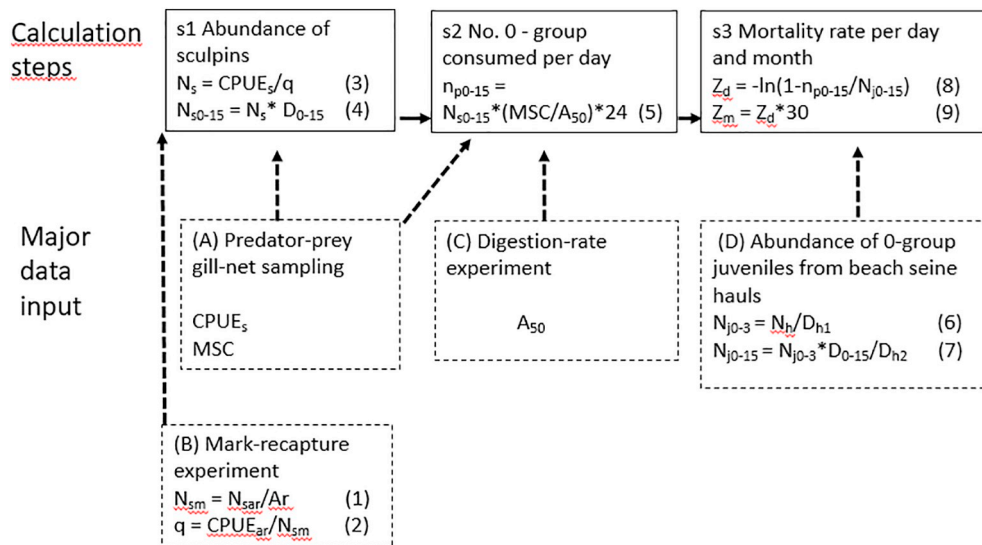 Calculation
steps
s1 Abundance of
sculpins
Nₛ = CPUEₛ/q (3)
Nₛ₀₋₁₅ = Nₛ* D₀₋₁₅ (4)
s2 No. 0 - group
consumed per day
nₚ₀₋₁₅ =
Nₛ₀₋₁₅*(MSC/A₅₀)*24 (5)
s3 Mortality rate per day
and month
Z_d = -ln(1-nₚ₀₋₁₅/Nⱼ₀₋₁₅) (8)
Zₘ = Z_d*30 (9)
Major
data
input
(A) Predator-prey
gill-net sampling
CPUEₛ
MSC
(C) Digestion-rate
experiment
A₅₀
(D) Abundance of 0-group
juveniles from beach seine
hauls
Nⱼ₀₋₃ = Nₕ/Dₕ₁ (6)
Nⱼ₀₋₁₅ = Nⱼ₀₋₃*D₀₋₁₅/Dₕ₂ (7)
(B) Mark-recapture
experiment
Nₛₘ = Nₛₐᵣ/Ar (1)
q = CPUEₐᵣ/Nₛₘ (2)